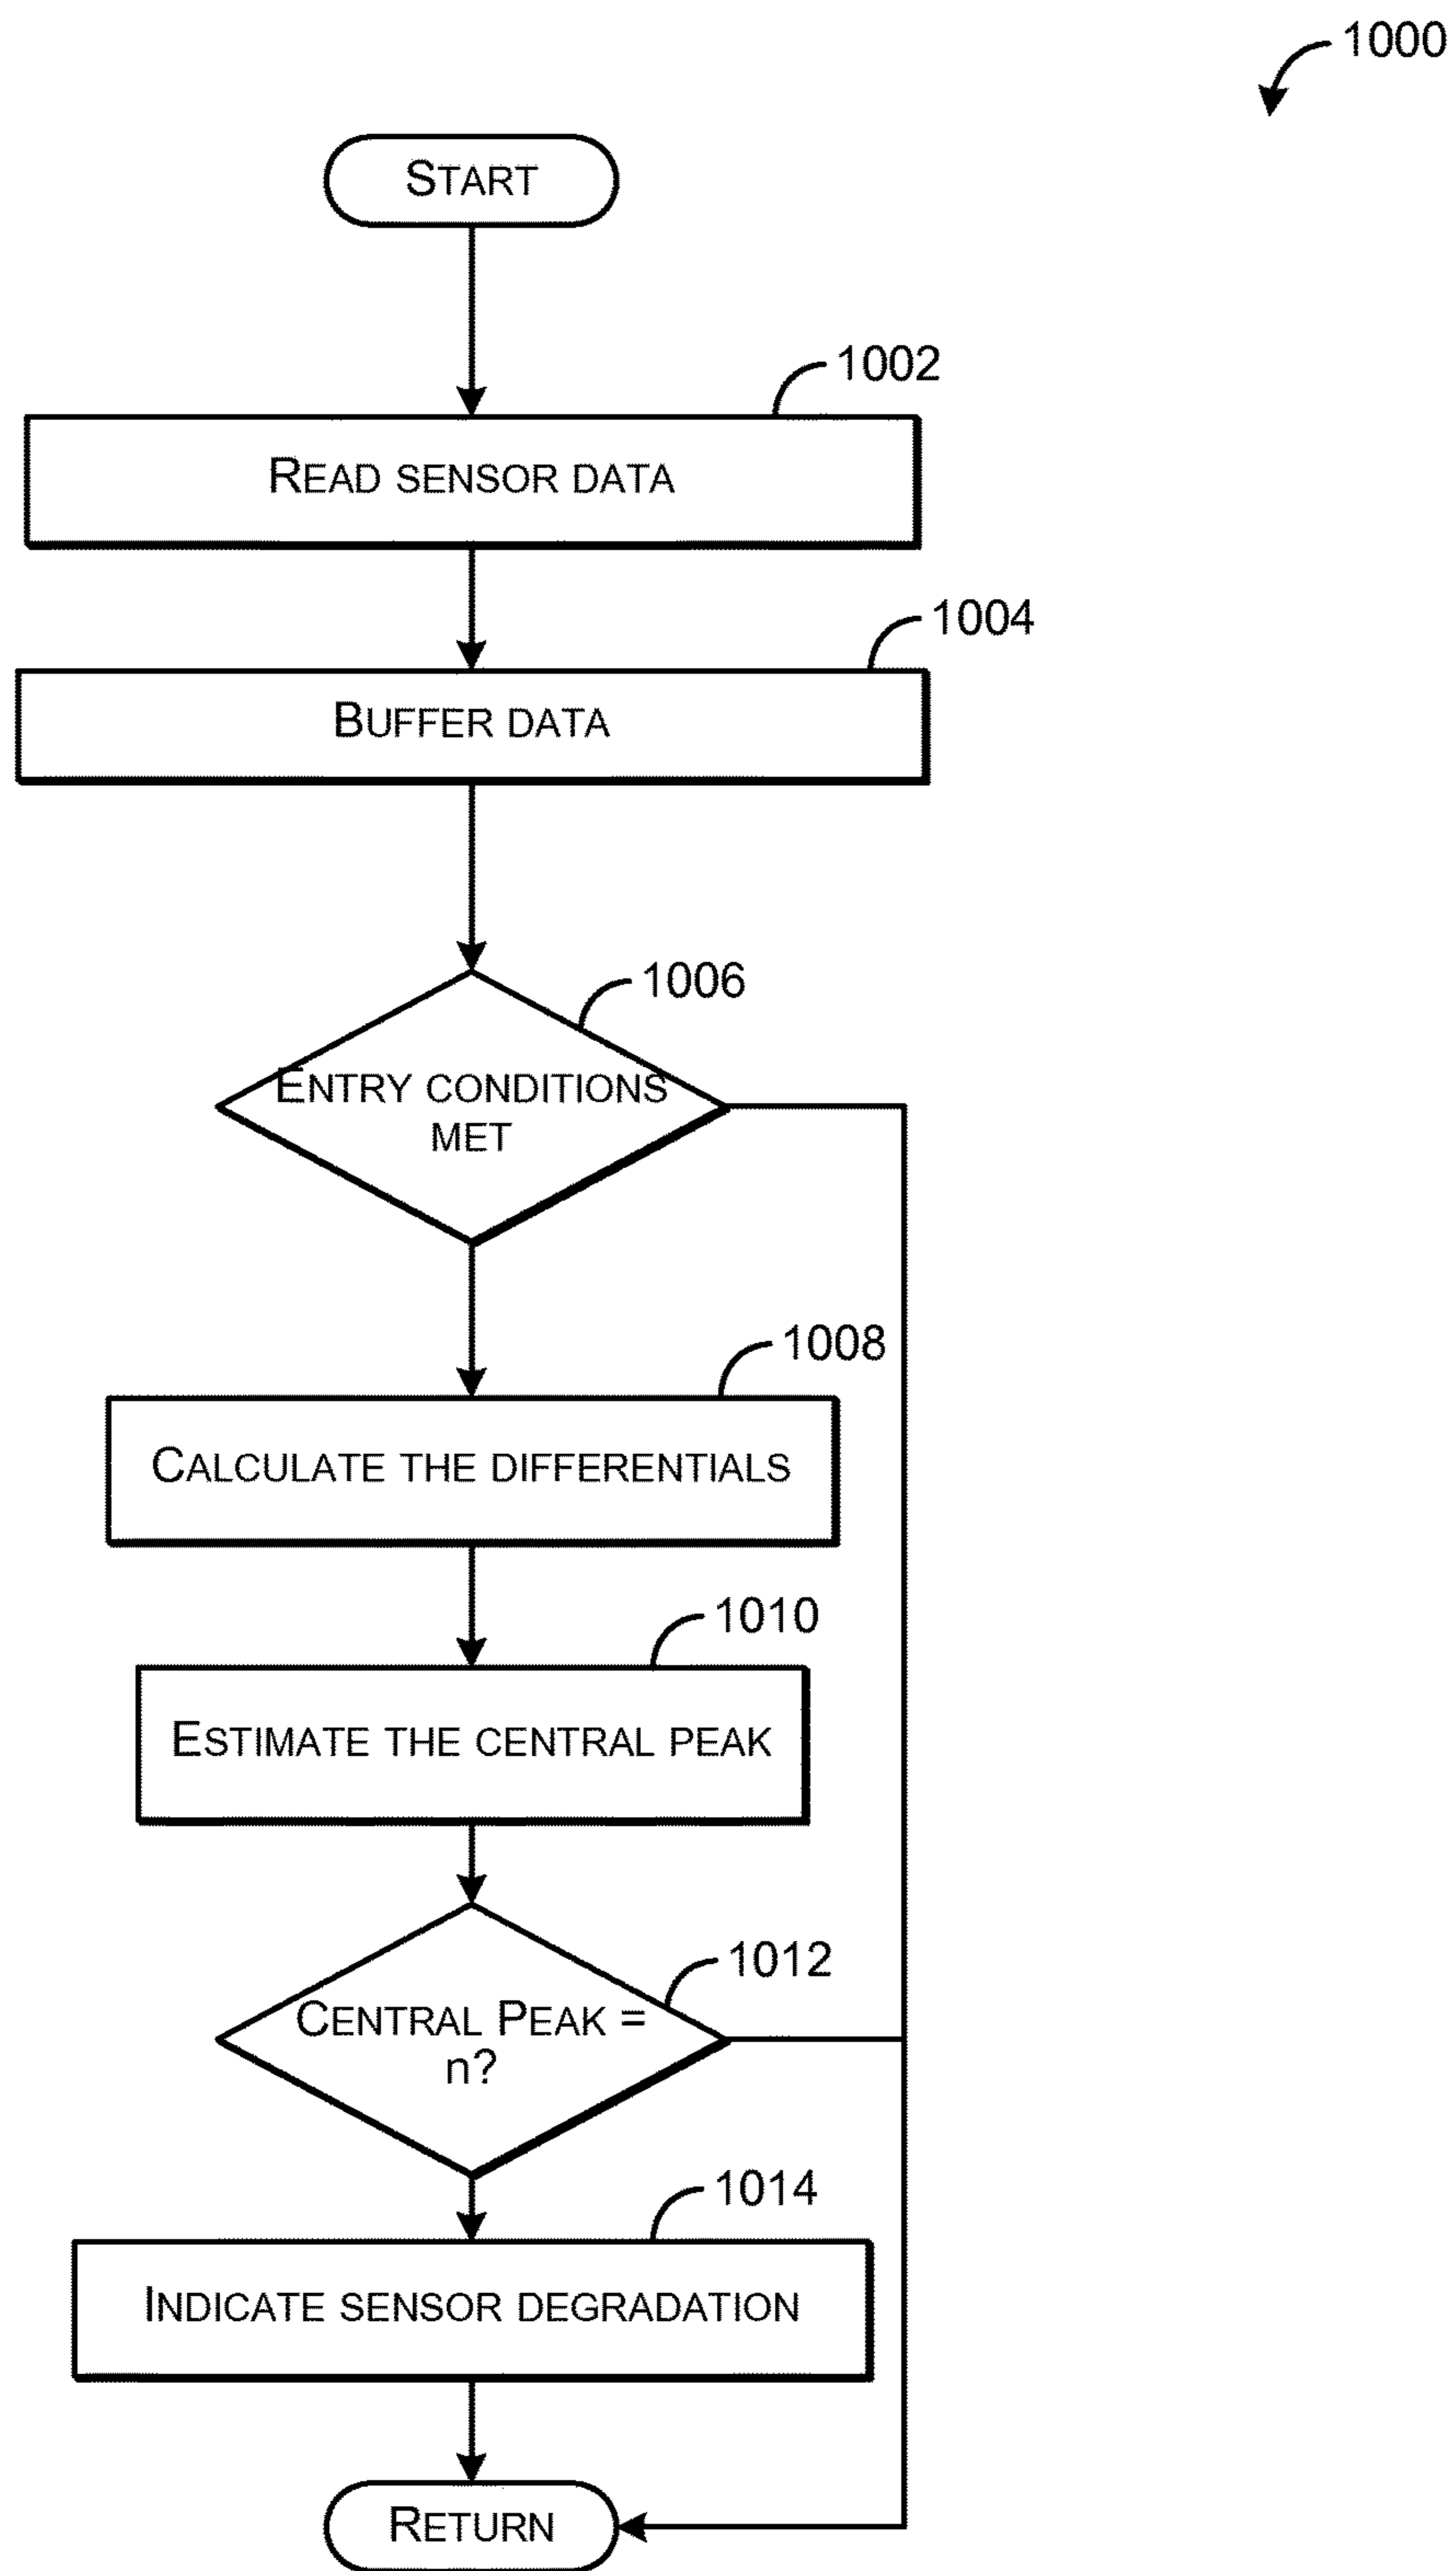 1000
START
1002
READ SENSOR DATA
1004
BUFFER DATA
1006
ENTRY CONDITIONS
MET
1008
CALCULATE THE DIFFERENTIALS
1010
ESTIMATE THE CENTRAL PEAK
1012
CENTRAL PEAK =
n?
1014
INDICATE SENSOR DEGRADATION
RETURN